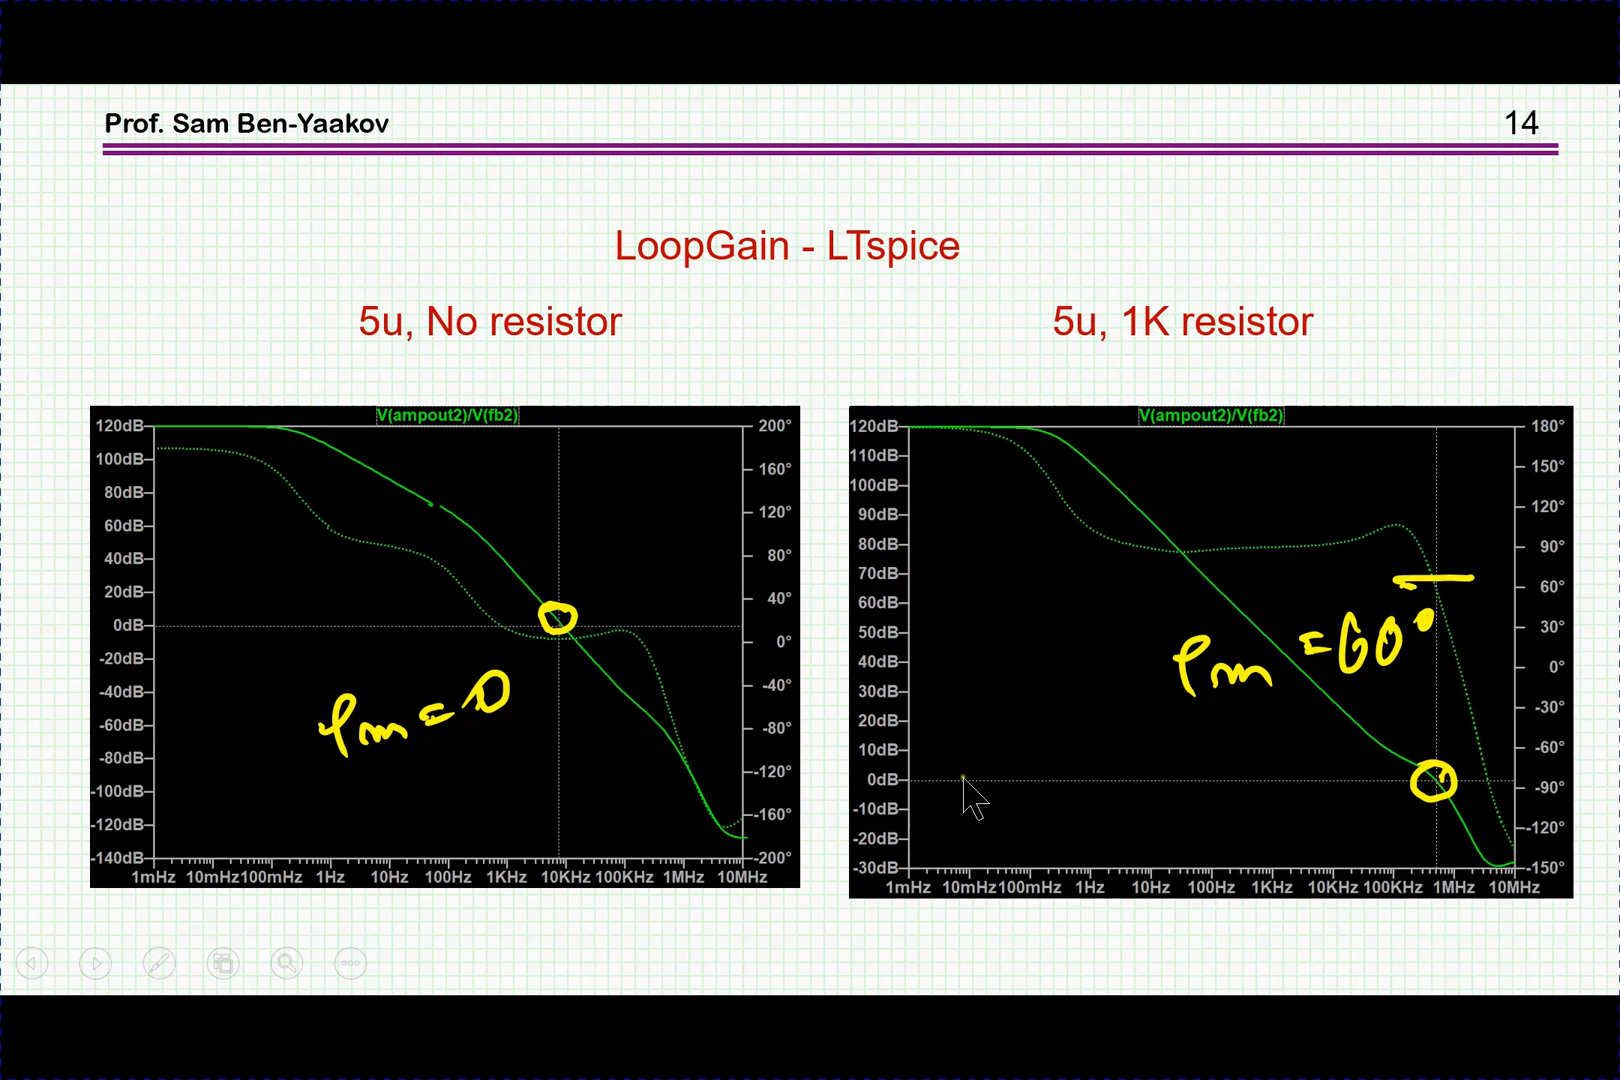 Prof. Sam Ben-Yaakov
14
LoopGain - LTspice
5u, No resistor
5u, 1K resistor
V(ampout2)/V(fb2)
120dB
100dB
80dB
60dB
40dB
20dB
0dB
-20dB
-40dB
-60dB
-80dB
-100dB
-120dB
-140dB
200°
160°
120°
80°
40°
0°
-40°
-80°
-120°
-160°
-200°
1mHz 10mHz 100mHz 1Hz 10Hz 100Hz 1KHz 10KHz 100KHz 1MHz 10MHz
φm = 0
V(ampout2)/V(fb2)
120dB
110dB
100dB
90dB
80dB
70dB
60dB
50dB
40dB
30dB
20dB
10dB
0dB
-10dB
-20dB
-30dB
180°
150°
120°
90°
60°
30°
0°
-30°
-60°
-90°
-120°
-150°
1mHz 10mHz 100mHz 1Hz 10Hz 100Hz 1KHz 10KHz 100KHz 1MHz 10MHz
φm = 60°